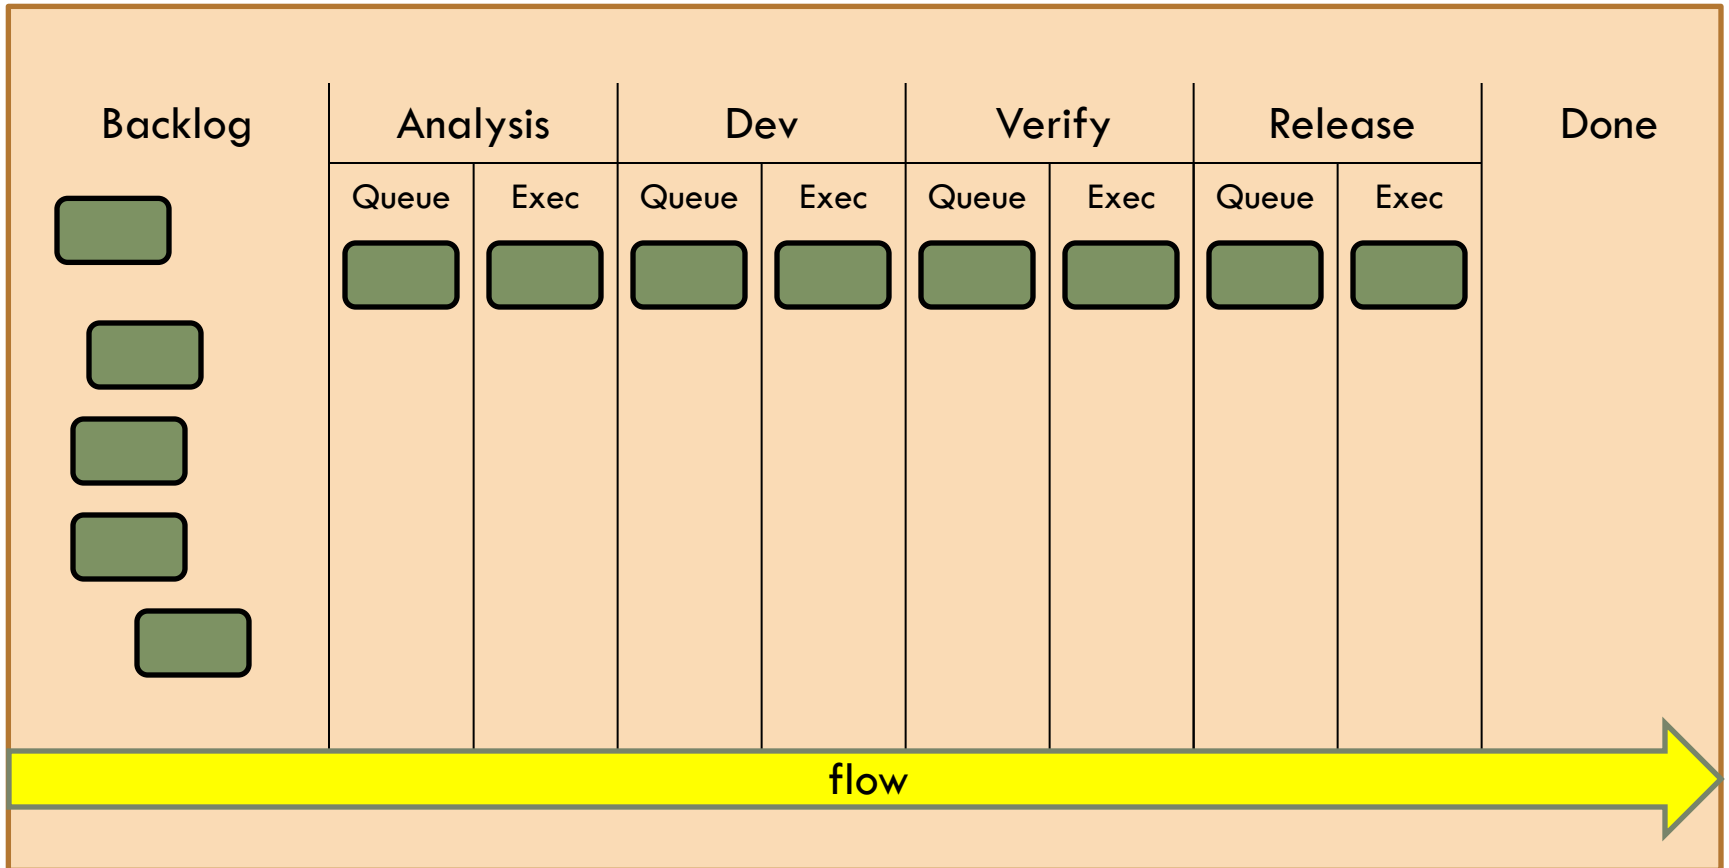 Backlog
Analysis
Dev
Verify
Release
Done
Queue
Exec
Queue
Exec
Queue
Exec
Queue
Exec
flow